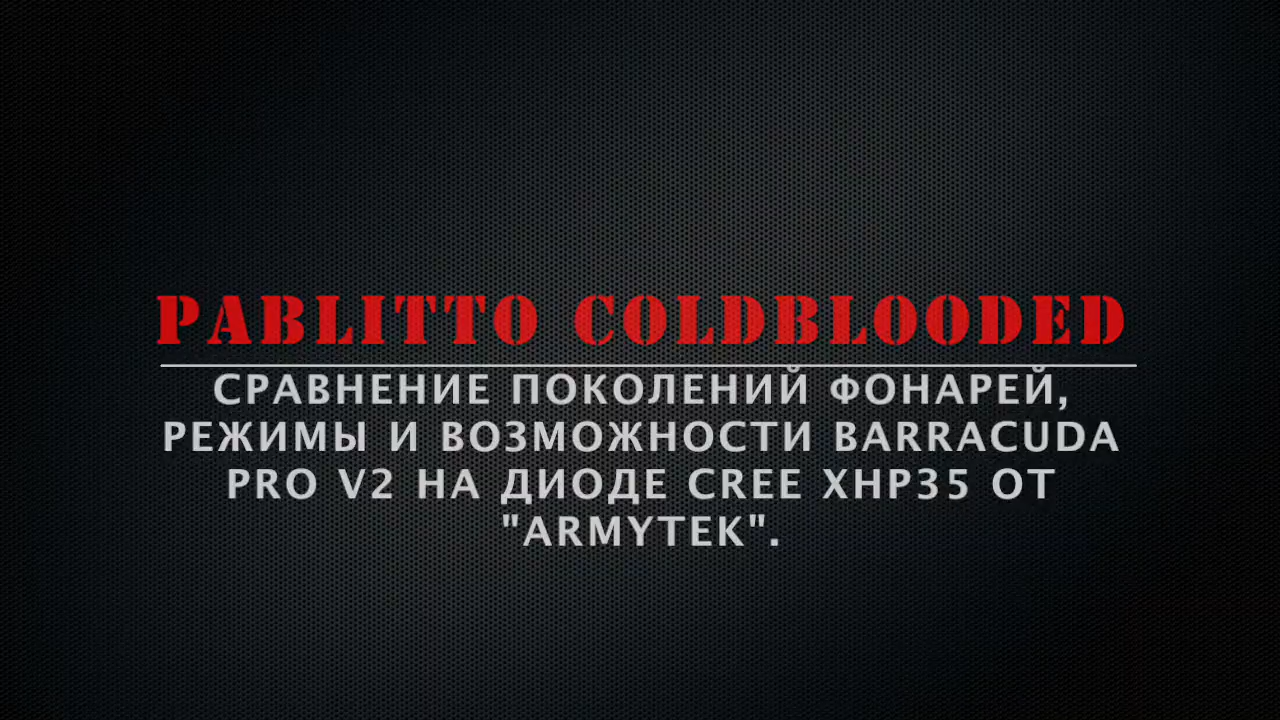 PABLITTO COLDBLOODED
СРАВНЕНИЕ ПОКОЛЕНИЙ ФОНАРЕЙ,
РЕЖИМЫ И ВОЗМОЖНОСТИ BARRACUDA
PRO V2 НА ДИОДЕ CREE XHP35 ОТ
"ARMYTEK".